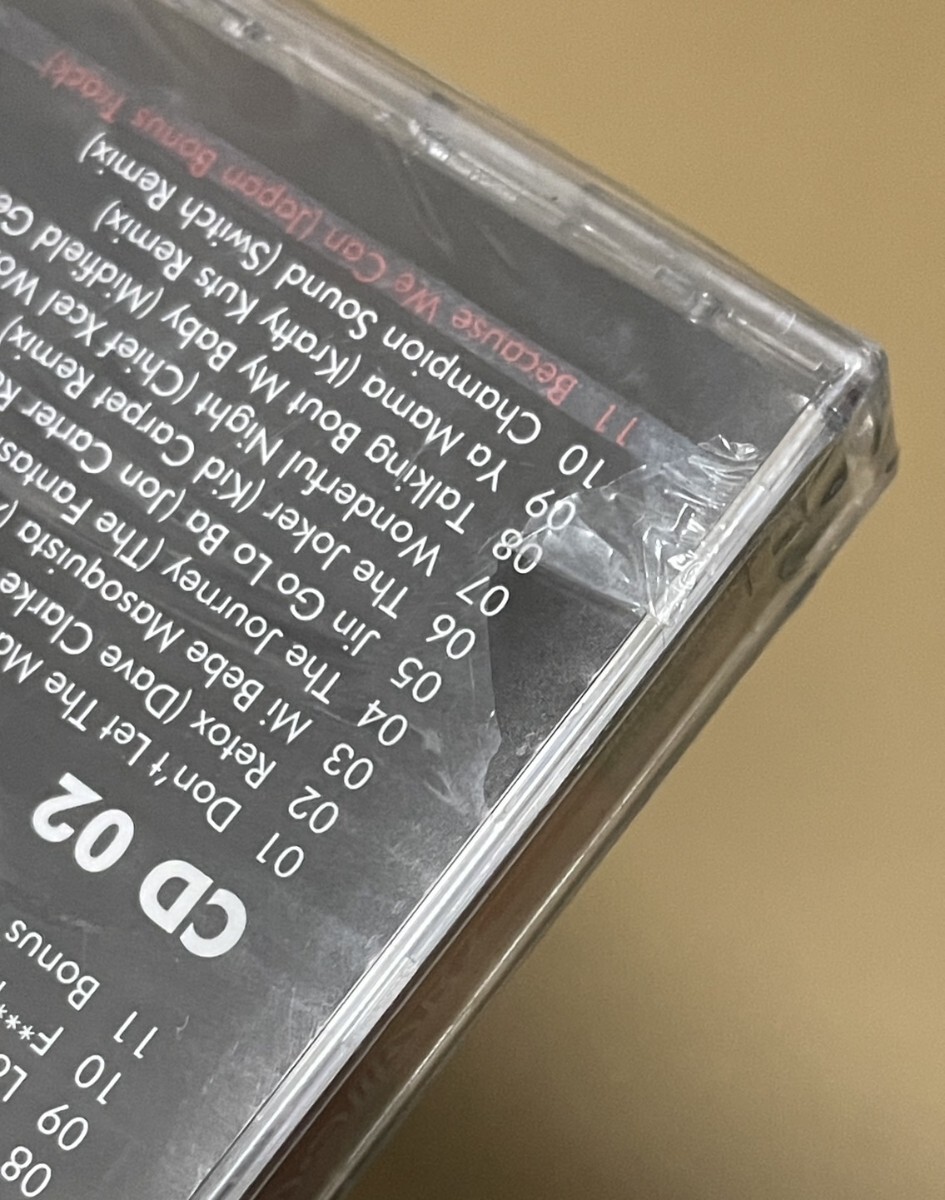 08
09 Lo
10 F***
11 Bonus
CD 02
01 Don't Let The Ma
02 Retox (Dave Clarke
03 Mi Bebe Masoquista (
04 The Journey (The Fantas
05 Jin Go Lo Ba (Jon Carter R
06 The Joker (Kid Carpet Remix)
07 Wonderful Night (Chief Xcel Wo
08 Talking Bout My Baby (Midfield Ge
09 Ya Mama (Krafty Kuts Remix)
10 Champion Sound (Switch Remix)
11 Because We Can (Japan Bonus Track)